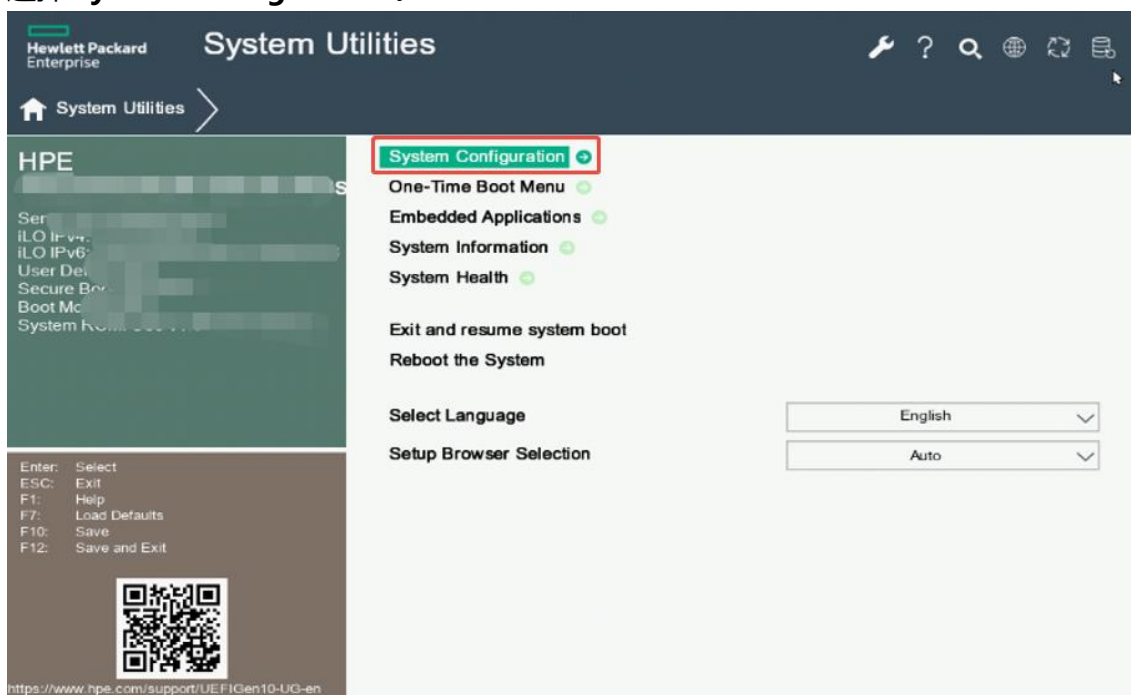 Hewlett Packard
Enterprise
System Utilities
System Utilities
HPE
iLO IPv6:
System Configuration
One-Time Boot Menu
Embedded Applications
System Information
System Health
Exit and resume system boot
Reboot the System
Select Language English
Setup Browser Selection Auto
Enter: Select
ESC: Exit
F1: Help
F7: Load Defaults
F10: Save
F12: Save and Exit
https://www.hpe.com/support/UEFIGen10-UG-en